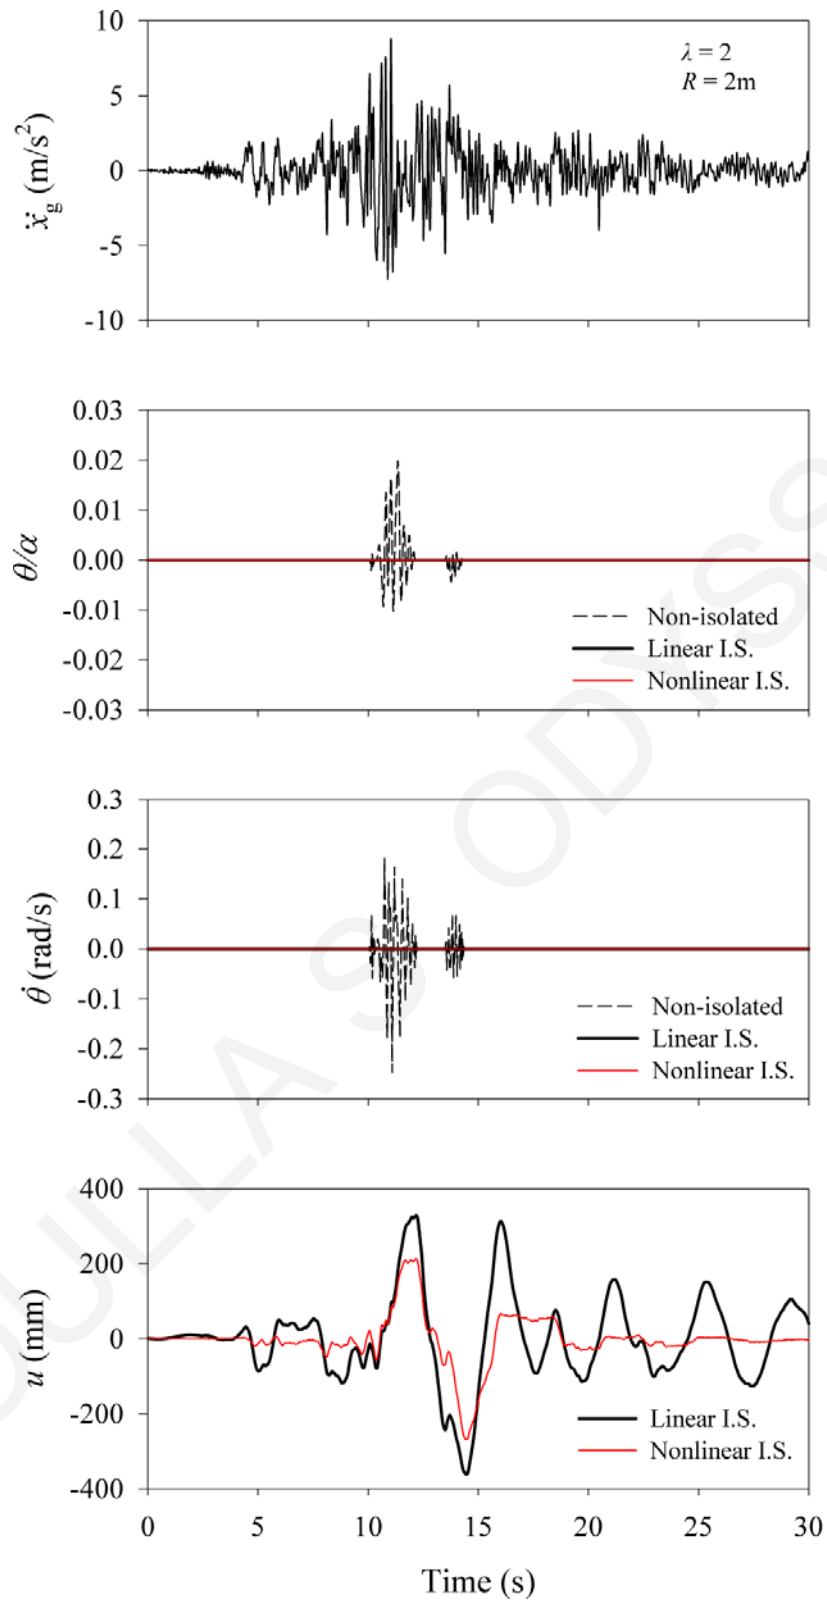 10
5
0
-5
-10
ẍg (m/s²)
λ = 2
R = 2m
0.03
0.02
0.01
0.00
-0.01
-0.02
-0.03
θ/α
Non-isolated
Linear I.S.
Nonlinear I.S.
0.3
0.2
0.1
0.0
-0.1
-0.2
-0.3
θ̇ (rad/s)
Non-isolated
Linear I.S.
Nonlinear I.S.
400
200
0
-200
-400
u (mm)
Linear I.S.
Nonlinear I.S.
0 5 10 15 20 25 30
Time (s)
OULLA S ODYSS